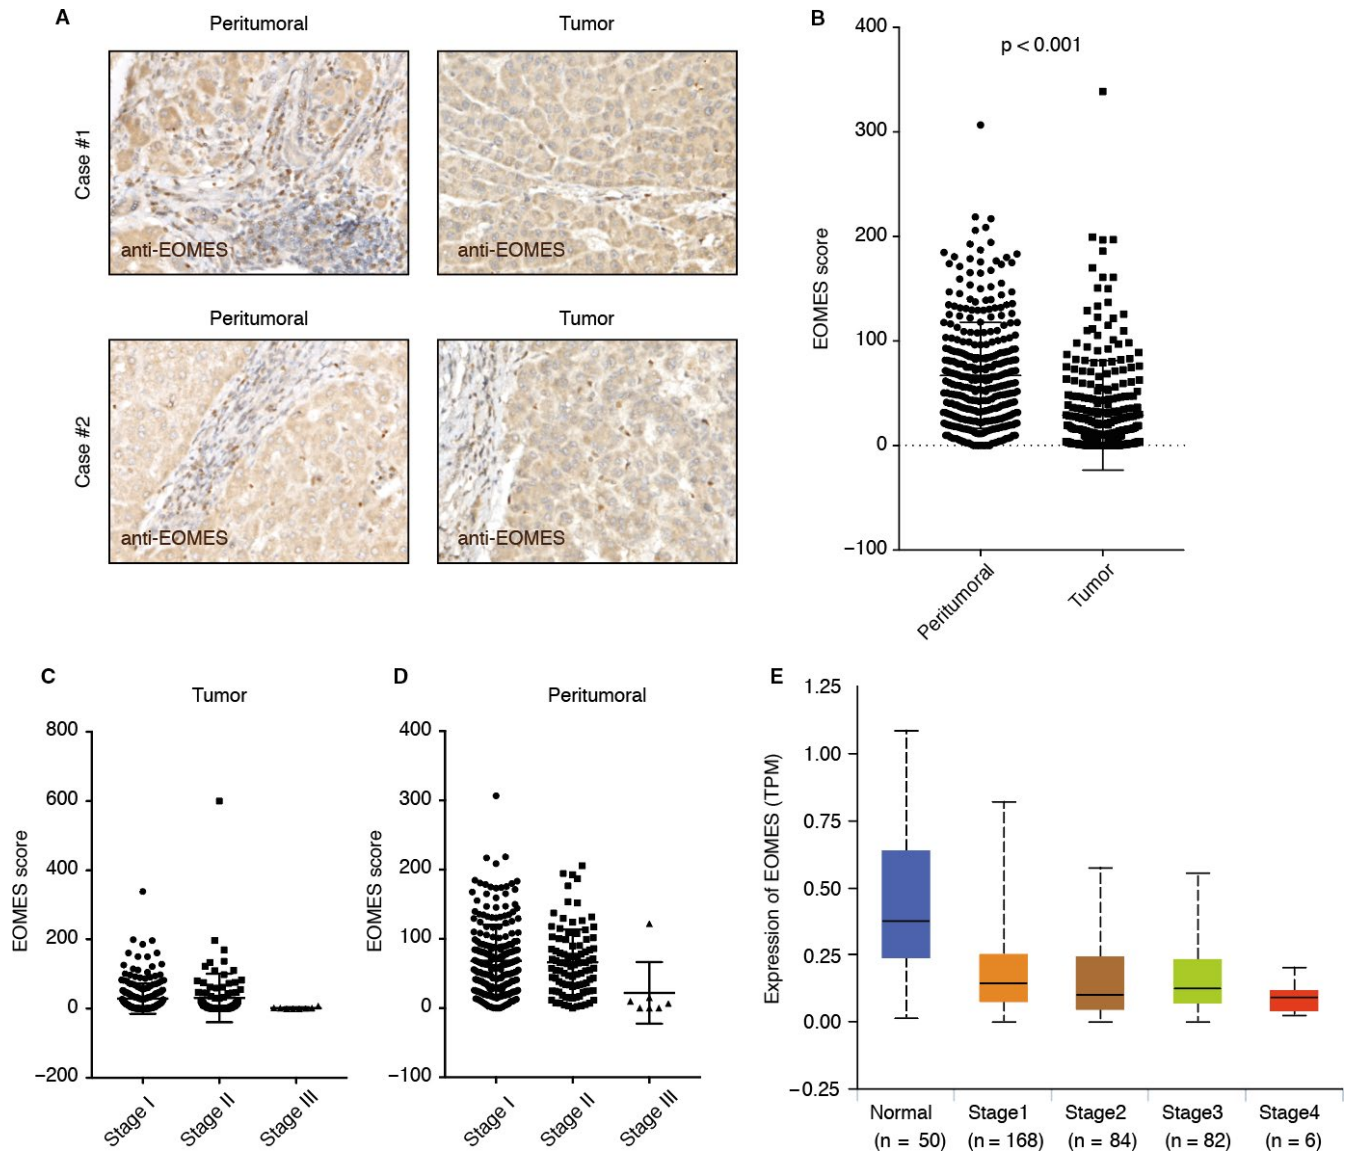 A
Peritumoral
Tumor
Case #1
anti-EOMES
anti-EOMES
Peritumoral
Tumor
Case #2
anti-EOMES
anti-EOMES
B
p < 0.001
EOMES score
400
300
200
100
0
−100
Peritumoral
Tumor
C
Tumor
EOMES score
800
600
400
200
0
−200
Stage I
Stage II
Stage III
D
Peritumoral
EOMES score
400
300
200
100
0
−100
Stage I
Stage II
Stage III
E
Expression of EOMES (TPM)
1.25
1.00
0.75
0.50
0.25
0.00
−0.25
Normal Stage1 Stage2 Stage3 Stage4
(n = 50) (n = 168) (n = 84) (n = 82) (n = 6)